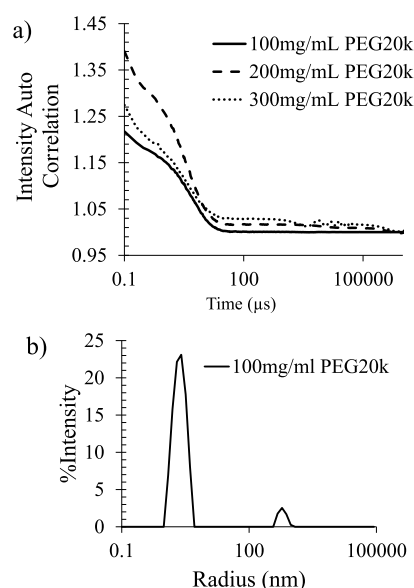 a)
1.45
1.35
1.25
1.15
1.05
0.95
Intensity Auto
Correlation
100mg/mL PEG20k
200mg/mL PEG20k
300mg/mL PEG20k
0.1
100
100000
Time (µs)
b)
25
20
15
10
5
0
%Intensity
100mg/ml PEG20k
0.1
100
100000
Radius (nm)